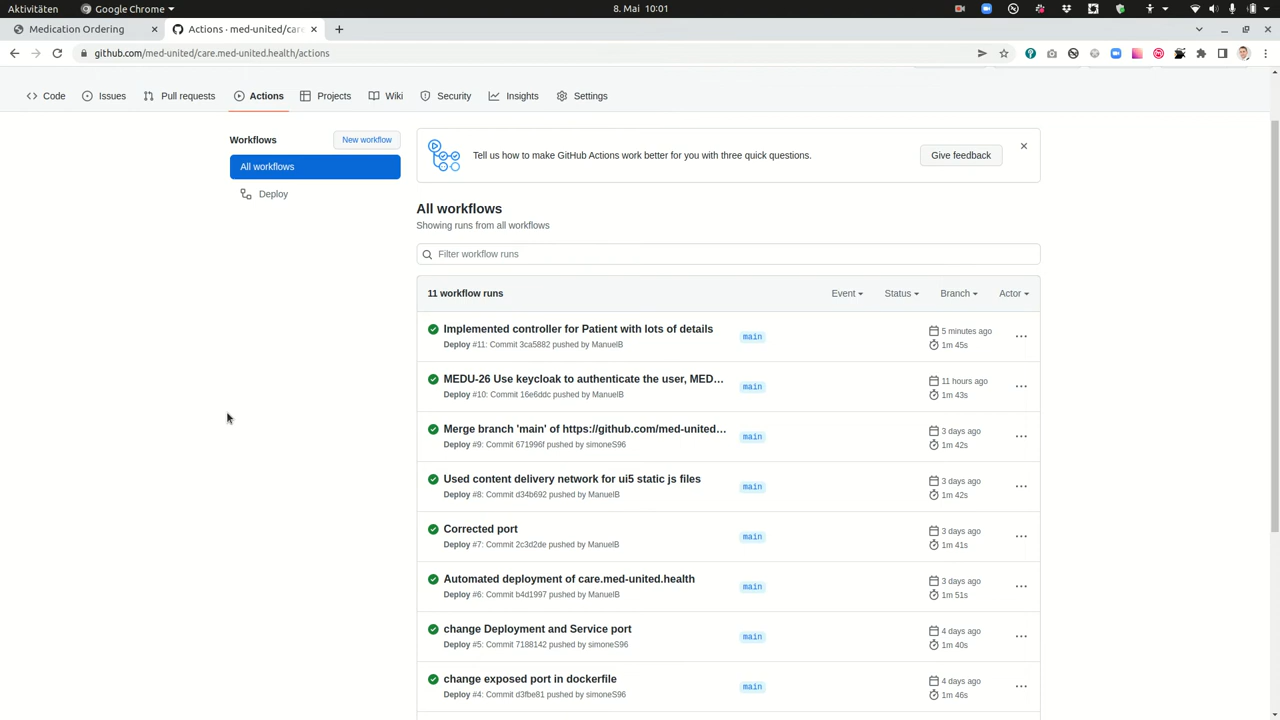 Aktivitäten
Google Chrome
8. Mai 10:01
Medication Ordering
Actions · med-united/ca
github.com/med-united/care.med-united.health/actions
Code
Issues
Pull requests
Actions
Projects
Wiki
Security
Insights
Settings
Workflows
New workflow
All workflows
Deploy
Tell us how to make GitHub Actions work better for you with three quick questions.
Give feedback
All workflows
Showing runs from all workflows
Filter workflow runs
11 workflow runs
Event
Status
Branch
Actor
Implemented controller for Patient with lots of details
Deploy #11: Commit 3ca5882 pushed by ManuelB
main
5 minutes ago
1m 45s
MEDU-26 Use keycloak to authenticate the user, MED…
Deploy #10: Commit 16e6ddc pushed by ManuelB
main
11 hours ago
1m 43s
Merge branch 'main' of https://github.com/med-united…
Deploy #9: Commit 671996f pushed by simoneS96
main
3 days ago
1m 42s
Used content delivery network for ui5 static js files
Deploy #8: Commit d34b692 pushed by ManuelB
main
3 days ago
1m 42s
Corrected port
Deploy #7: Commit 2c3d2de pushed by ManuelB
main
3 days ago
1m 41s
Automated deployment of care.med-united.health
Deploy #6: Commit b4d1997 pushed by ManuelB
main
3 days ago
1m 51s
change Deployment and Service port
Deploy #5: Commit 7188142 pushed by simoneS96
main
4 days ago
1m 40s
change exposed port in dockerfile
Deploy #4: Commit d3fbe81 pushed by simoneS96
main
4 days ago
1m 46s